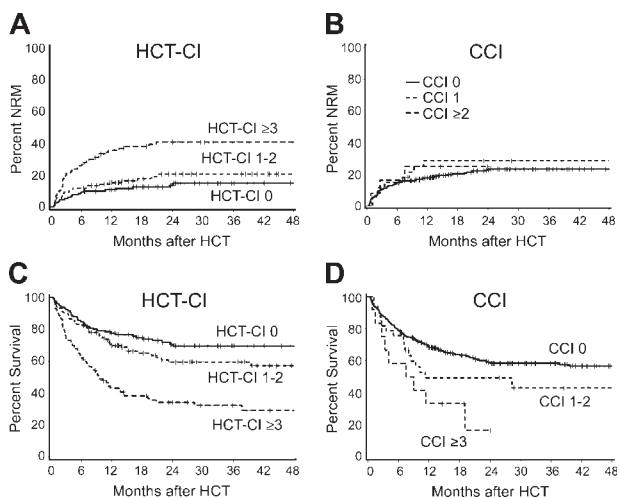 A
HCT-CI
Percent NRM
100
80
60
40
20
0
HCT-CI ≥3
HCT-CI 1-2
HCT-CI 0
0 6 12 18 24 30 36 42 48
Months after HCT
B
CCI
Percent NRM
100
80
60
40
20
0
CCI 0
CCI 1
CCI ≥2
0 6 12 18 24 30 36 42 48
Months after HCT
C
HCT-CI
Percent Survival
100
80
60
40
20
0
HCT-CI 0
HCT-CI 1-2
HCT-CI ≥3
0 6 12 18 24 30 36 42 48
Months after HCT
D
CCI
Percent Survival
100
80
60
40
20
0
CCI 0
CCI 1-2
CCI ≥3
0 6 12 18 24 30 36 42 48
Months after HCT